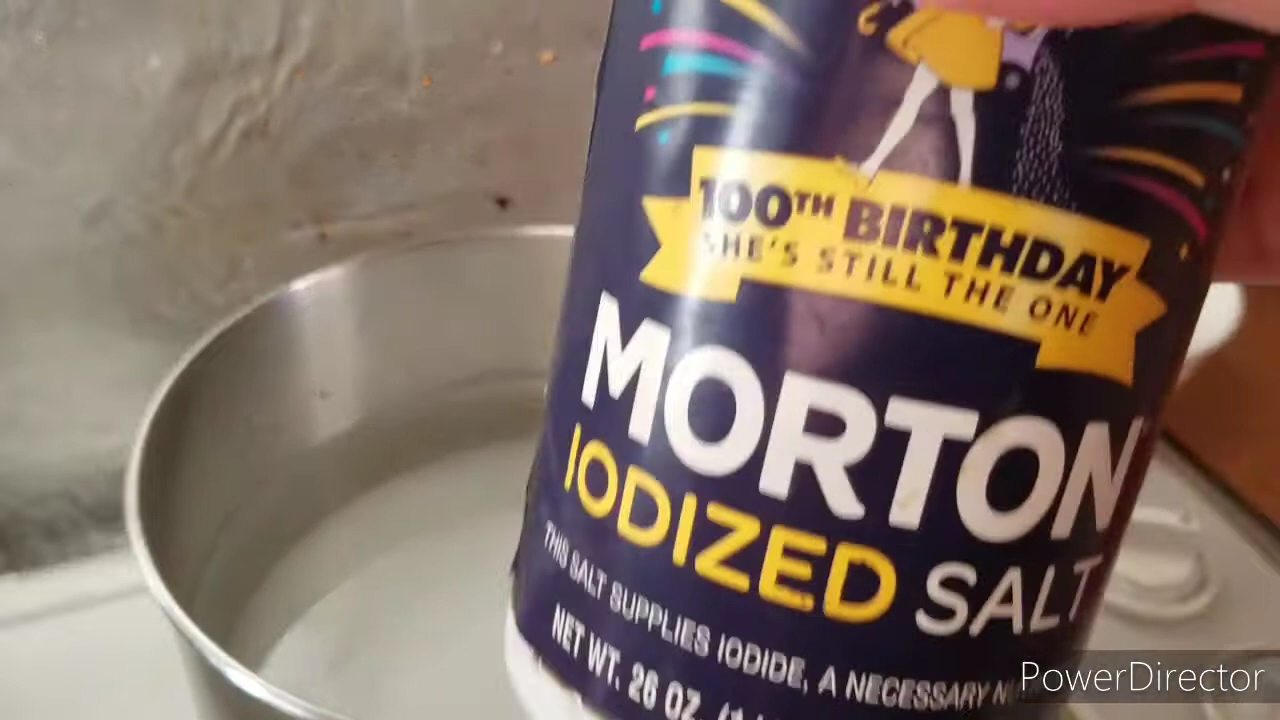 100TH BIRTHDAY
SHE'S STILL THE ONE
MORTON
IODIZED SALT
THIS SALT SUPPLIES IODIDE, A NECESSARY
NET WT. 26 OZ.
PowerDirector